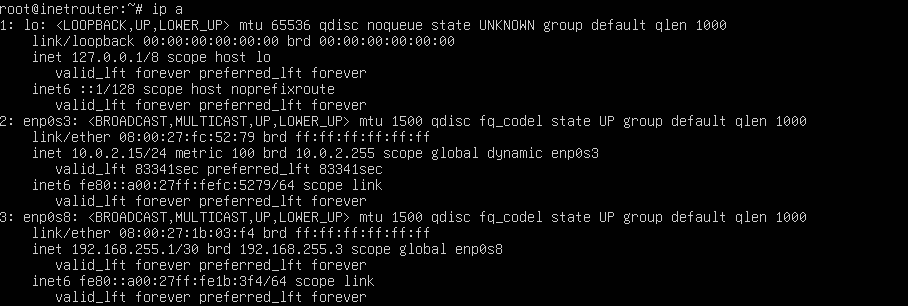 root@inetrouter:~# ip a
1: lo: <LOOPBACK,UP,LOWER_UP> mtu 65536 qdisc noqueue state UNKNOWN group default qlen 1000
link/loopback 00:00:00:00:00:00 brd 00:00:00:00:00:00
inet 127.0.0.1/8 scope host lo
valid_lft forever preferred_lft forever
inet6 ::1/128 scope host noprefixroute
valid_lft forever preferred_lft forever
2: enp0s3: <BROADCAST,MULTICAST,UP,LOWER_UP> mtu 1500 qdisc fq_codel state UP group default qlen 1000
link/ether 08:00:27:fc:52:79 brd ff:ff:ff:ff:ff:ff
inet 10.0.2.15/24 metric 100 brd 10.0.2.255 scope global dynamic enp0s3
valid_lft 83341sec preferred_lft 83341sec
inet6 fe80::a00:27ff:fefc:5279/64 scope link
valid_lft forever preferred_lft forever
3: enp0s8: <BROADCAST,MULTICAST,UP,LOWER_UP> mtu 1500 qdisc fq_codel state UP group default qlen 1000
link/ether 08:00:27:1b:03:f4 brd ff:ff:ff:ff:ff:ff
inet 192.168.255.1/30 brd 192.168.255.3 scope global enp0s8
valid_lft forever preferred_lft forever
inet6 fe80::a00:27ff:fe1b:3f4/64 scope link
valid_lft forever preferred_lft forever